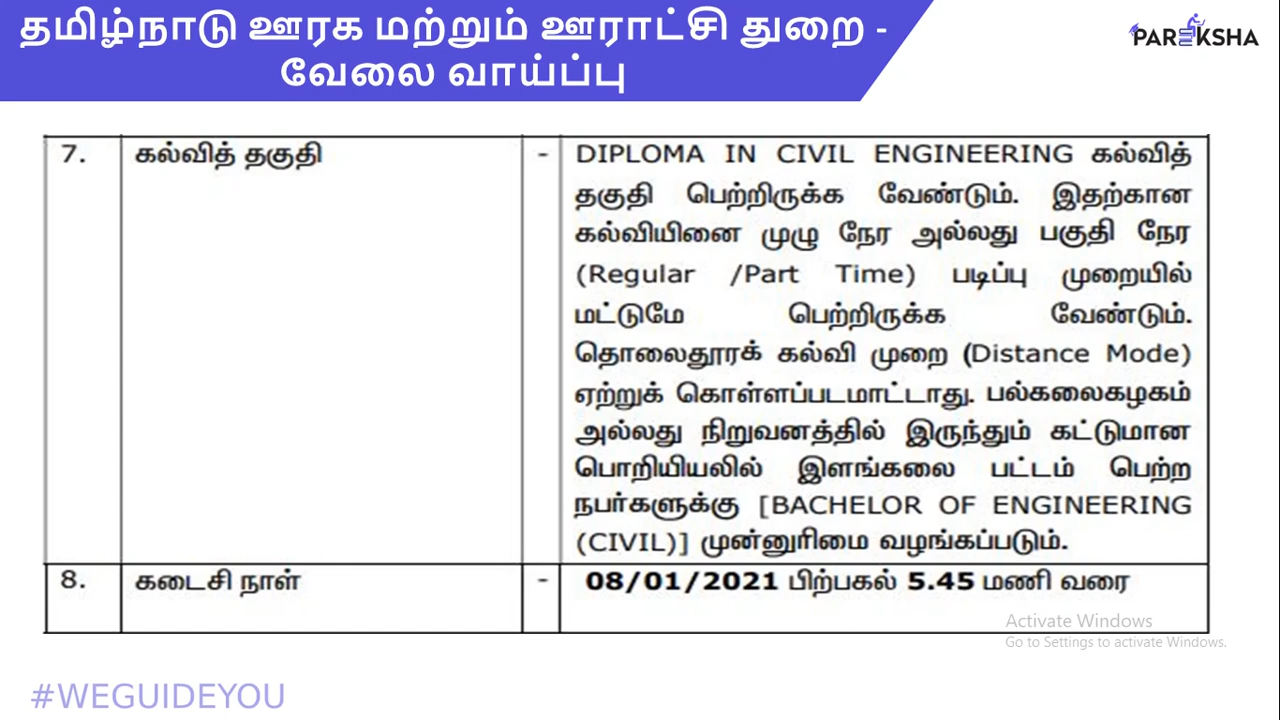 தமிழ்நாடு ஊரக மற்றும் ஊராட்சி துறை -
வேலை வாய்ப்பு
PAREKSHA
7. கல்வித் தகுதி - DIPLOMA IN CIVIL ENGINEERING கல்வித்
தகுதி பெற்றிருக்க வேண்டும். இதற்கான
கல்வியினை முழு நேர அல்லது பகுதி நேர
(Regular /Part Time) படிப்பு முறையில்
மட்டுமே பெற்றிருக்க வேண்டும்.
தொலைதூரக் கல்வி முறை (Distance Mode)
ஏற்றுக் கொள்ளப்படமாட்டாது. பல்கலைகழகம்
அல்லது நிறுவனத்தில் இருந்தும் கட்டுமான
பொறியியலில் இளங்கலை பட்டம் பெற்ற
நபர்களுக்கு [BACHELOR OF ENGINEERING
(CIVIL)] முன்னுரிமை வழங்கப்படும்.
8. கடைசி நாள் - 08/01/2021 பிற்பகல் 5.45 மணி வரை
Activate Windows
Go to Settings to activate Windows.
#WEGUIDEYOU